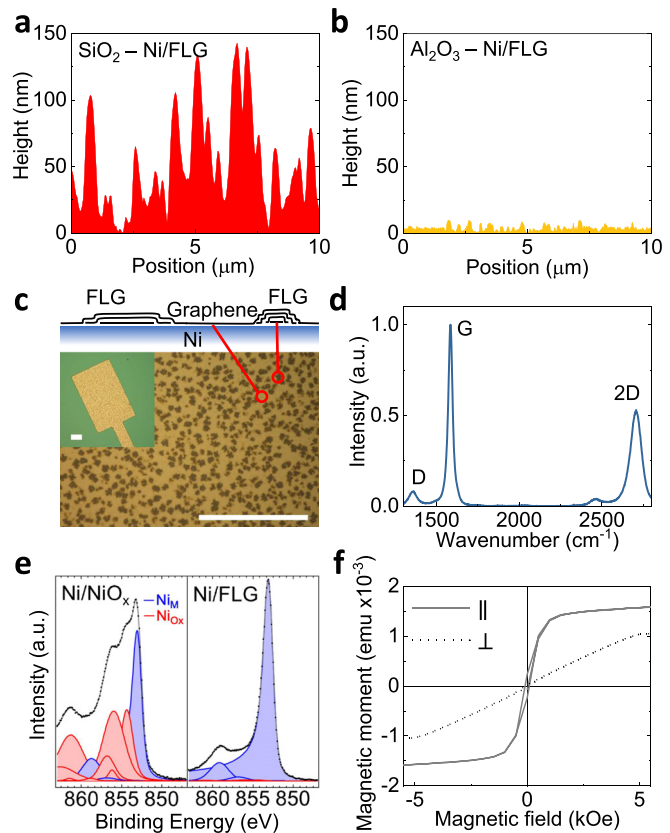 a
SiO₂ – Ni/FLG
150
100
50
0
Height (nm)
0
5
10
Position (μm)
b
Al₂O₃ – Ni/FLG
150
100
50
0
Height (nm)
0
5
10
Position (μm)
c
FLG
Graphene
FLG
Ni
d
G
2D
D
1.0
0.5
0.0
Intensity (a.u.)
1500
2000
2500
Wavenumber (cm⁻¹)
e
Ni/NiOₓ
Ni_M
Ni_Ox
Ni/FLG
Intensity (a.u.)
860
855
850
860
855
850
Binding Energy (eV)
f
||
⊥
2
1
0
-1
-2
Magnetic moment (emu x10⁻³)
-5
0
5
Magnetic field (kOe)